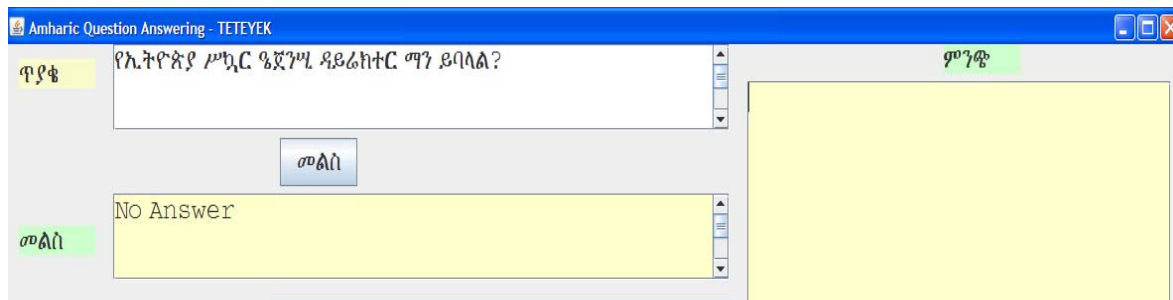 Amharic Question Answering - TETEYEK
ጥያቄ
የኢትዮጵያ ሥኳር ዔጀንሢ ዳይሬክተር ማን ይባላል?
ምንጭ
መልስ
No Answer
መልስ